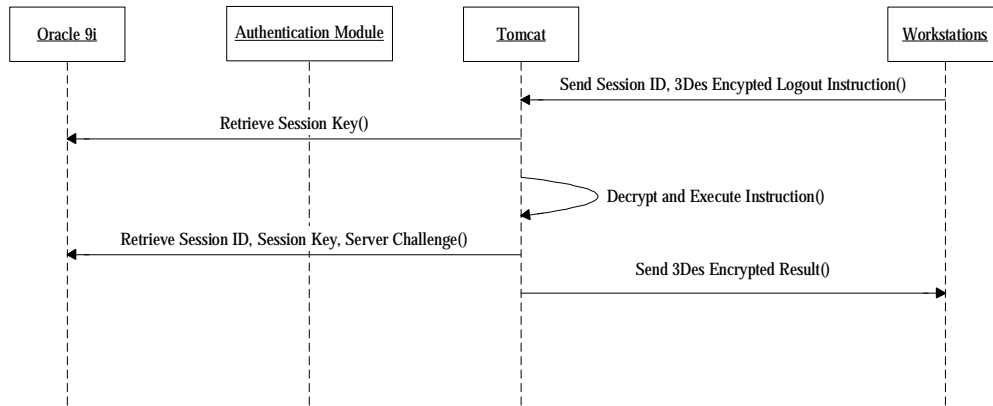 Oracle 9i
Authentication Module
Tomcat
Workstations
Send Session ID, 3Des Encypted Logout Instruction()
Retrieve Session Key()
Decrypt and Execute Instruction()
Retrieve Session ID, Session Key, Server Challenge()
Send 3Des Encrypted Result()